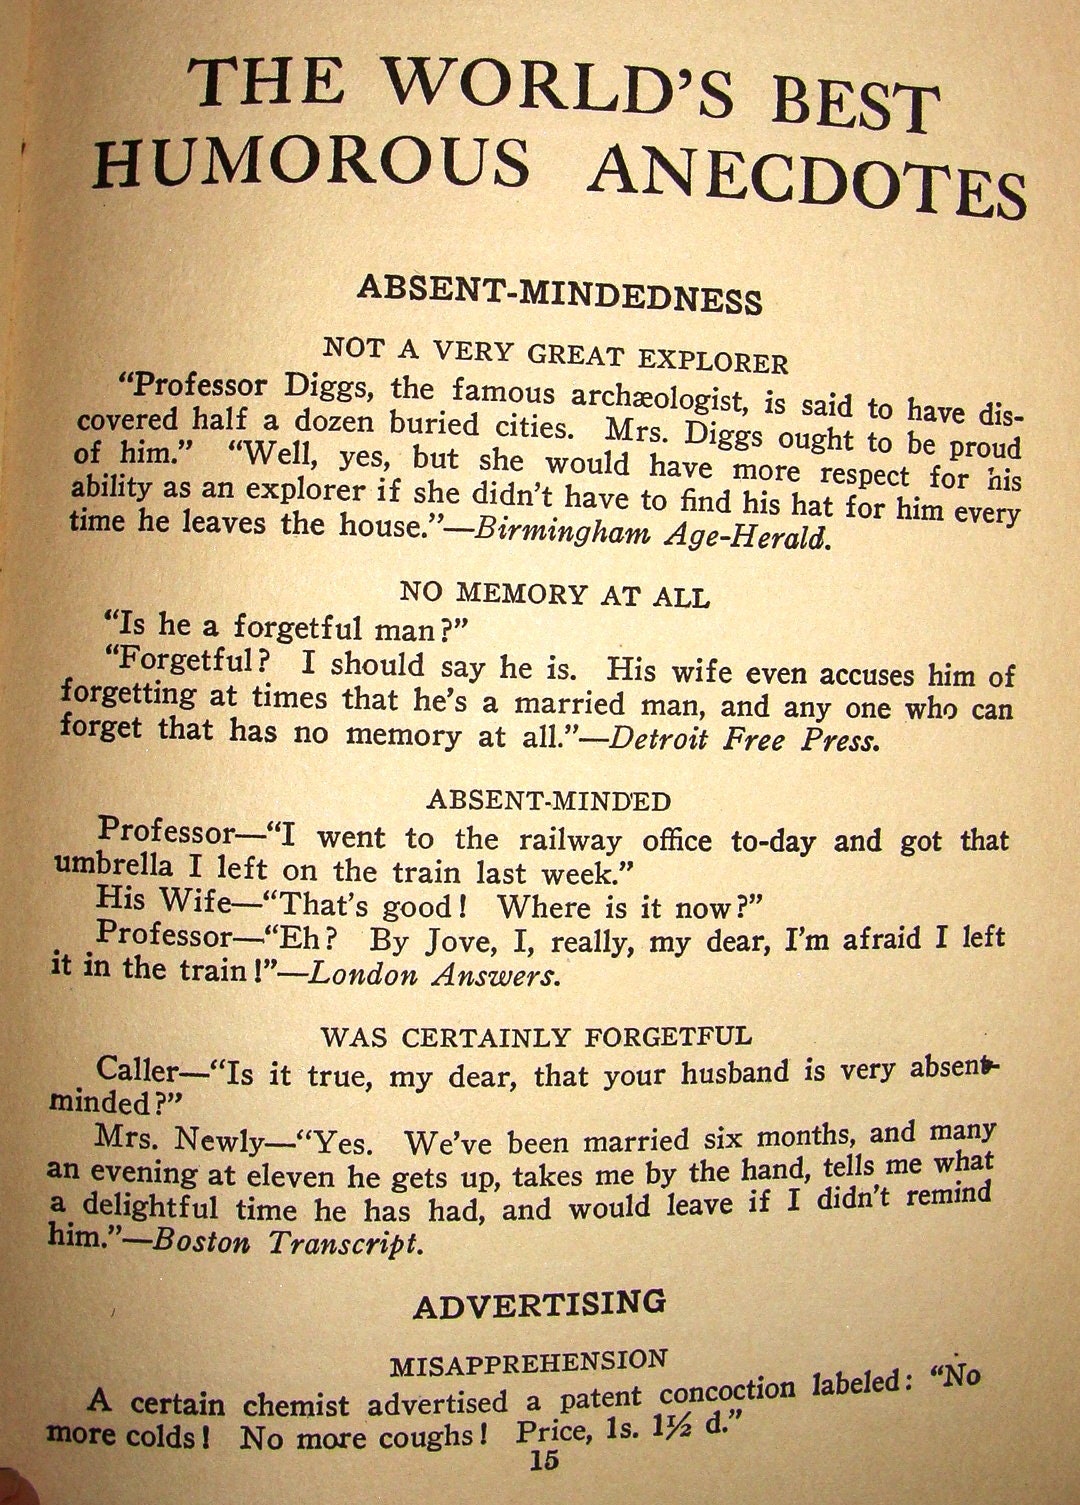 THE WORLD'S BEST
HUMOROUS ANECDOTES
ABSENT-MINDEDNESS
NOT A VERY GREAT EXPLORER
“Professor Diggs, the famous archæologist, is said to have dis-
covered half a dozen buried cities. Mrs. Diggs ought to be proud
of him.” “Well, yes, but she would have more respect for his
ability as an explorer if she didn't have to find his hat for him every
time he leaves the house.”—Birmingham Age-Herald.
NO MEMORY AT ALL
“Is he a forgetful man?”
“Forgetful? I should say he is. His wife even accuses him of
forgetting at times that he's a married man, and any one who can
forget that has no memory at all.”—Detroit Free Press.
ABSENT-MINDED
Professor—“I went to the railway office to-day and got that
umbrella I left on the train last week.”
His Wife—“That's good! Where is it now?”
Professor—“Eh? By Jove, I, really, my dear, I'm afraid I left
it in the train!”—London Answers.
WAS CERTAINLY FORGETFUL
Caller—“Is it true, my dear, that your husband is very absent-
minded?”
Mrs. Newly—“Yes. We've been married six months, and many
an evening at eleven he gets up, takes me by the hand, tells me what
a delightful time he has had, and would leave if I didn't remind
him.”—Boston Transcript.
ADVERTISING
MISAPPREHENSION
A certain chemist advertised a patent concoction labeled: “No
more colds! No more coughs! Price, 1s. 1½ d.”
15